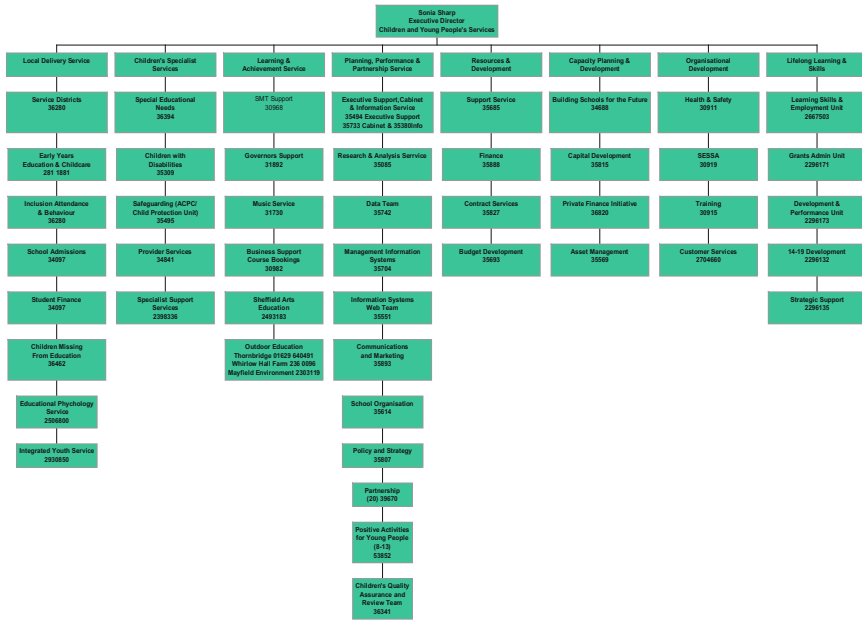 Sonia Sharp
Executive Director
Children and Young People's Services
Local Delivery Service
Service Districts
36280
Early Years
Education & Childcare
281 1881
Inclusion Attendance
& Behaviour
36280
School Admissions
34097
Student Finance
34097
Children Missing
From Education
36462
Educational Phychology
Service
2506800
Integrated Youth Service
2930850
Children's Specialist
Services
Special Educational
Needs
36394
Children with
Disabilities
35309
Safeguarding (ACPC/
Child Protection Unit)
35495
Provider Services
34841
Specialist Support
Services
2398336
Learning &
Achievement Service
SMT Support
30968
Governors Support
31892
Music Service
31730
Business Support
Course Bookings
30982
Sheffield Arts
Education
2493183
Outdoor Education
Thornbridge 01629 640491
Whirlow Hall Farm 236 0096
Mayfield Environment 2303119
Planning, Performance &
Partnership Service
Executive Support,Cabinet
& Information Service
35494 Executive Support
35733 Cabinet & 35380Info
Research & Analysis Serrvice
35085
Data Team
35742
Management Information
Systems
35704
Information Systems
Web Team
35551
Communications
and Marketing
35893
School Organisation
35614
Policy and Strategy
35807
Partnership
(20) 39670
Positive Activities
for Young People
(8-13)
53852
Children's Quality
Assurance and
Review Team
36341
Resources &
Development
Support Service
35685
Finance
35888
Contract Services
35827
Budget Development
35693
Capacity Planning &
Development
Building Schools for the Future
34688
Capital Development
35815
Private Finance Initiative
36820
Asset Management
35569
Organisational
Development
Health & Safety
30911
SESSA
30919
Training
30915
Customer Services
2704660
Lifelong Learning &
Skills
Learning Skills &
Employment Unit
2667503
Grants Admin Unit
2296171
Development &
Performance Unit
2296173
14-19 Development
2296132
Strategic Support
2296135